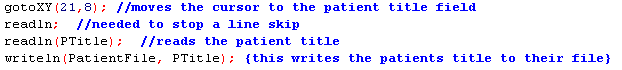 gotoXY(21,8); //moves the cursor to the patient title field
readln;  //needed to stop a line skip
readln(PTitle);  //reads the patient title
writeln(PatientFile, PTitle); {this writes the patients title to their file}